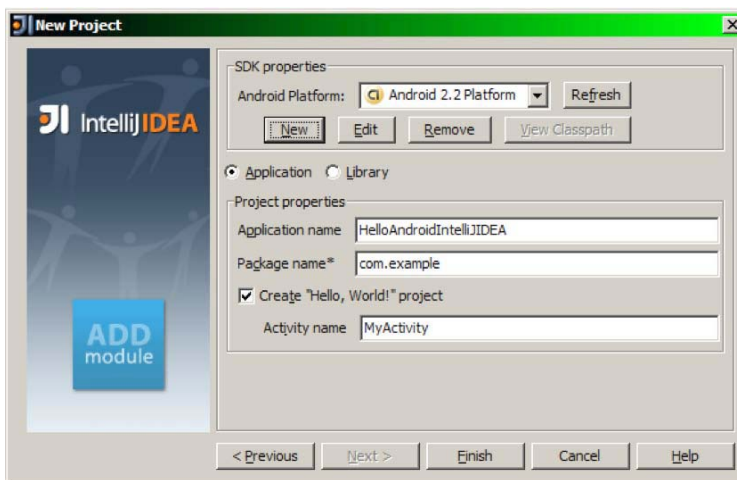 New Project
IntelliJIDEA
ADD
module
SDK properties
Android Platform: Android 2.2 Platform Refresh
New Edit Remove View Classpath
Application Library
Project properties
Application name HelloAndroidIntelliJIDEA
Package name* com.example
Create "Hello, World!" project
Activity name MyActivity
< Previous Next > Finish Cancel Help